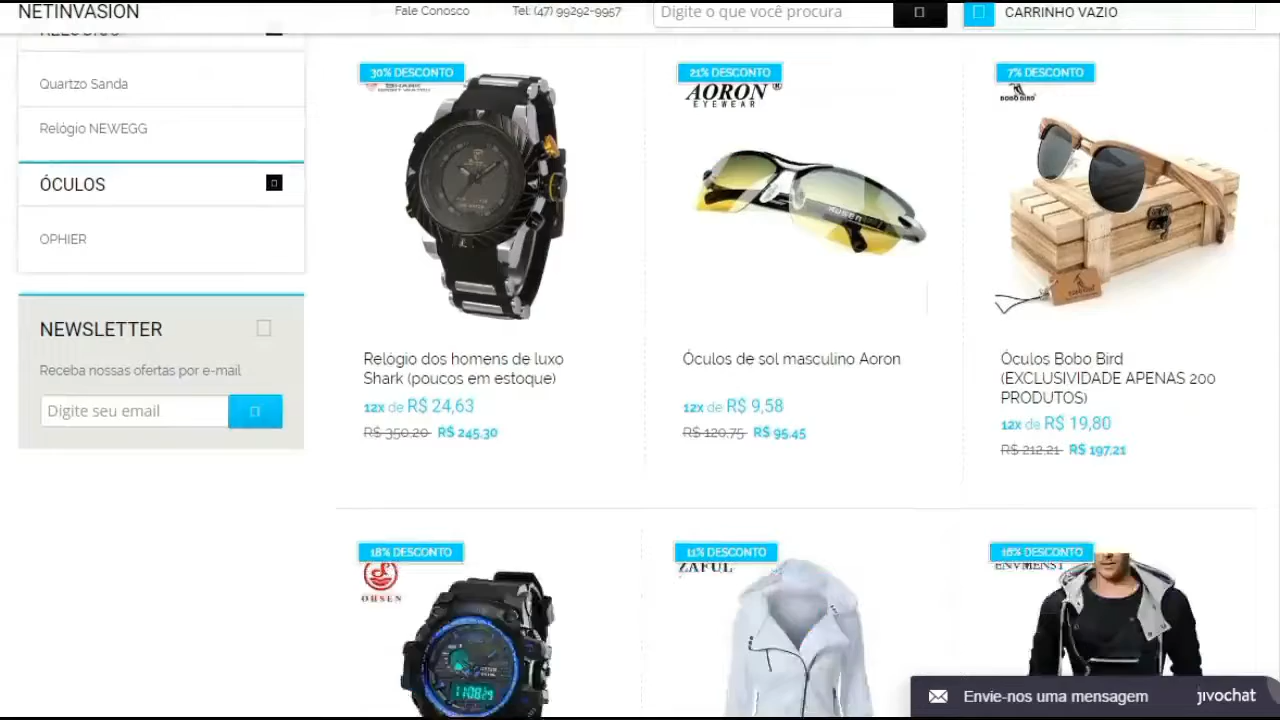 NETINVASION
Fale Conosco
Tel: (47) 99292-9957
Digite o que você procura
CARRINHO VAZIO
RELÓGIOS
Quartzo Sanda
Relógio NEWEGG
ÓCULOS
OPHIER
NEWSLETTER
Receba nossas ofertas por e-mail
Digite seu email
30% DESCONTO
Relógio dos homens de luxo
Shark (poucos em estoque)
12x de R$ 24,63
R$ 350,20 R$ 245,30
21% DESCONTO
AORON ®
EYEWEAR
Óculos de sol masculino Aoron
12x de R$ 9,58
R$ 120,75 R$ 95,45
7% DESCONTO
BOBO BIRD
Óculos Bobo Bird
(EXCLUSIVIDADE APENAS 200
PRODUTOS)
12x de R$ 19,80
R$ 212,21 R$ 197,21
18% DESCONTO
OHSEN
11% DESCONTO
ZAFUL
16% DESCONTO
Envie-nos uma mensagem
jivochat